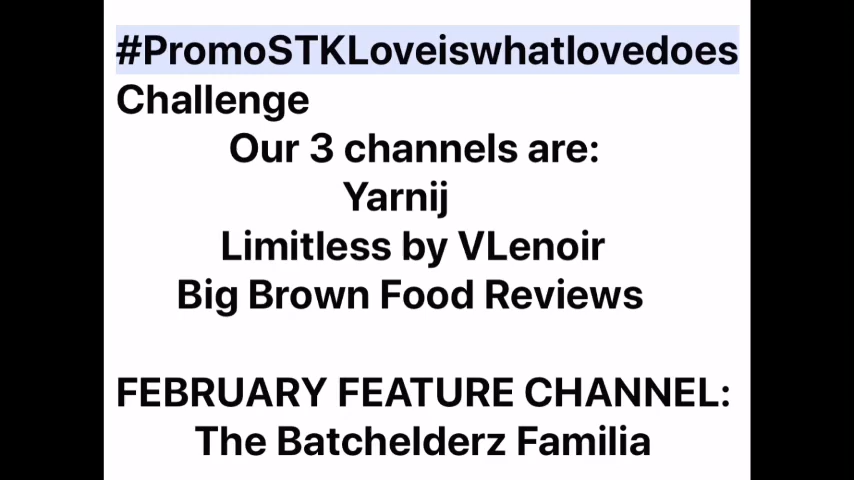 #PromoSTKLoveiswhatlovedoes
Challenge
Our 3 channels are:
Yarnij
Limitless by VLenoir
Big Brown Food Reviews
FEBRUARY FEATURE CHANNEL:
The Batchelderz Familia